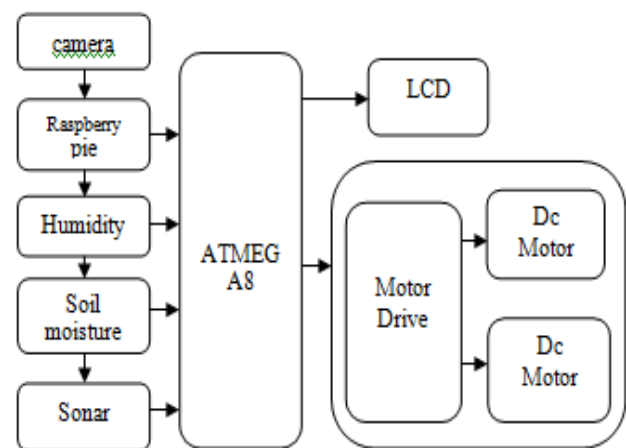 camera
Raspberry
pie
Humidity
Soil
moisture
Sonar
ATMEG
A8
LCD
Motor
Drive
Dc
Motor
Dc
Motor